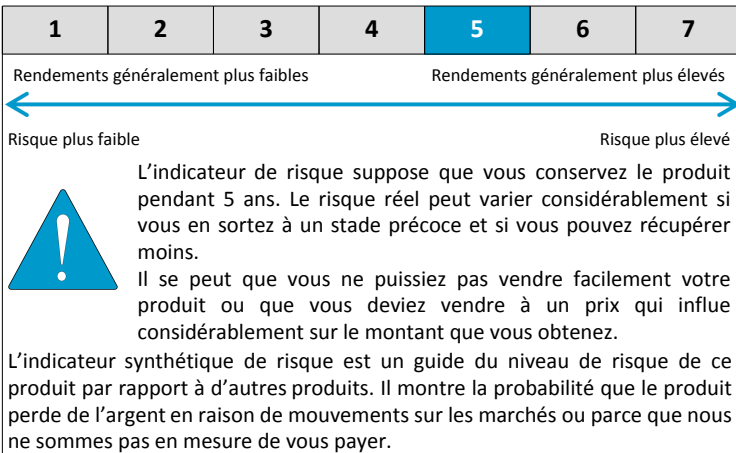 1 2 3 4 5 6 7
Rendements généralement plus faibles Rendements généralement plus élevés
Risque plus faible Risque plus élevé
L’indicateur de risque suppose que vous conservez le produit
pendant 5 ans. Le risque réel peut varier considérablement si
vous en sortez à un stade précoce et si vous pouvez récupérer
moins.
Il se peut que vous ne puissiez pas vendre facilement votre
produit ou que vous deviez vendre à un prix qui influe
considérablement sur le montant que vous obtenez.
L’indicateur synthétique de risque est un guide du niveau de risque de ce
produit par rapport à d’autres produits. Il montre la probabilité que le produit
perde de l’argent en raison de mouvements sur les marchés ou parce que nous
ne sommes pas en mesure de vous payer.